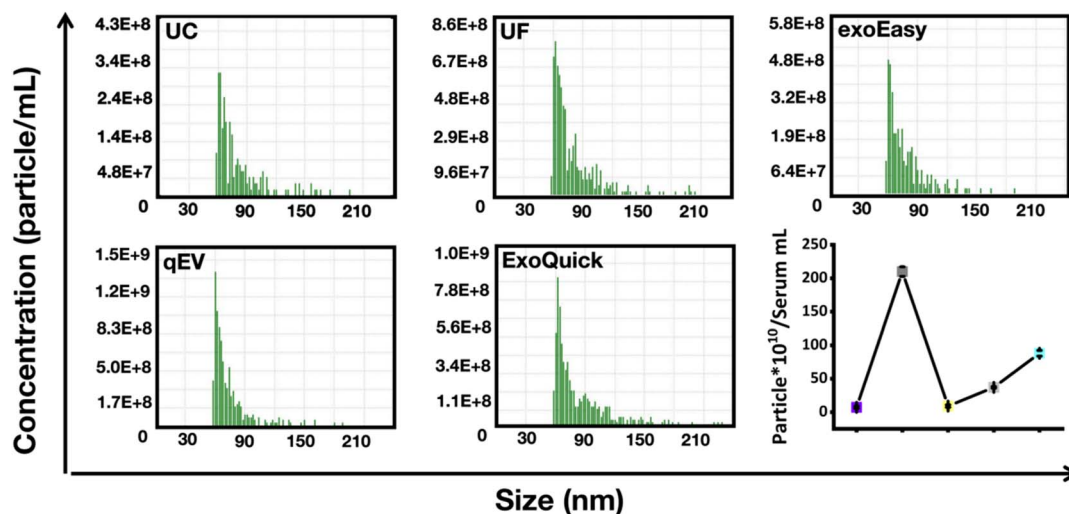 Concentration (particle/mL)
UC
4.3E+8
3.4E+8
2.4E+8
1.4E+8
4.8E+7
0
30 90 150 210
UF
8.6E+8
6.7E+8
4.8E+8
2.9E+8
9.6E+7
0
30 90 150 210
exoEasy
5.8E+8
4.8E+8
3.2E+8
1.9E+8
6.4E+7
0
30 90 150 210
qEV
1.5E+9
1.2E+9
8.3E+8
5.0E+8
1.7E+8
0
30 90 150 210
ExoQuick
1.0E+9
7.8E+8
5.6E+8
3.4E+8
1.1E+8
0
30 90 150 210
Particle*10¹⁰/Serum mL
250
200
150
100
50
0
Size (nm)